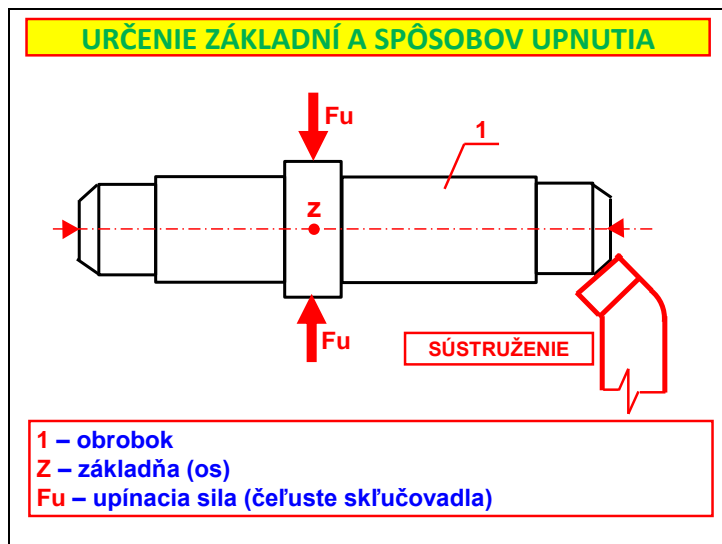 URČENIE ZÁKLADNÍ A SPÔSOBOV UPNUTIA
Fu
1
Z
Fu
SÚSTRUŽENIE
1 – obrobok
Z – základňa (os)
Fu – upínacia sila (čeľuste skľučovadla)